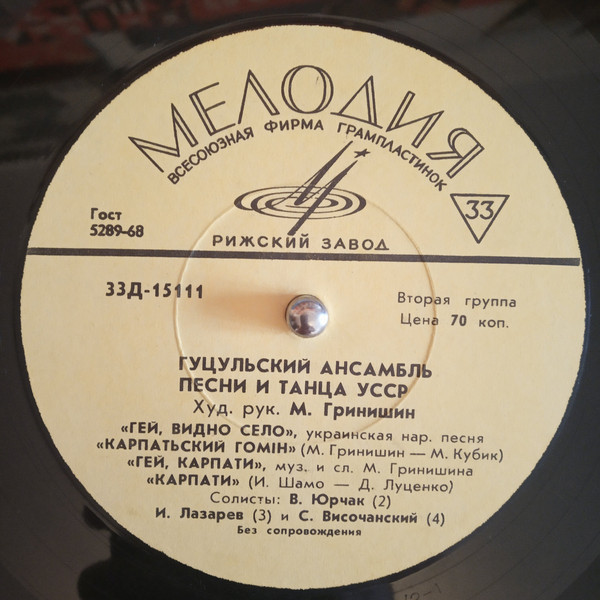 МЕЛОДИЯ
ВСЕСОЮЗНАЯ ФИРМА ГРАМПЛАСТИНОК
33
Гост
5289-68
РИЖСКИЙ ЗАВОД
33Д-15111
Вторая группа
Цена 70 коп.
ГУЦУЛЬСКИЙ АНСАМБЛЬ
ПЕСНИ И ТАНЦА УССР
Худ. рук. М. Гринишин
«ГЕЙ, ВИДНО СЕЛО», украинская нар. песня
«КАРПАТЬСКИЙ ГОМІН» (М. Гринишин — М. Кубик)
«ГЕЙ, КАРПАТИ», муз. и сл. М. Гринишина
«КАРПАТИ» (И. Шамо — Д. Луценко)
Солисты: В. Юрчак (2)
И. Лазарев (3) и С. Височанский (4)
Без сопровождения